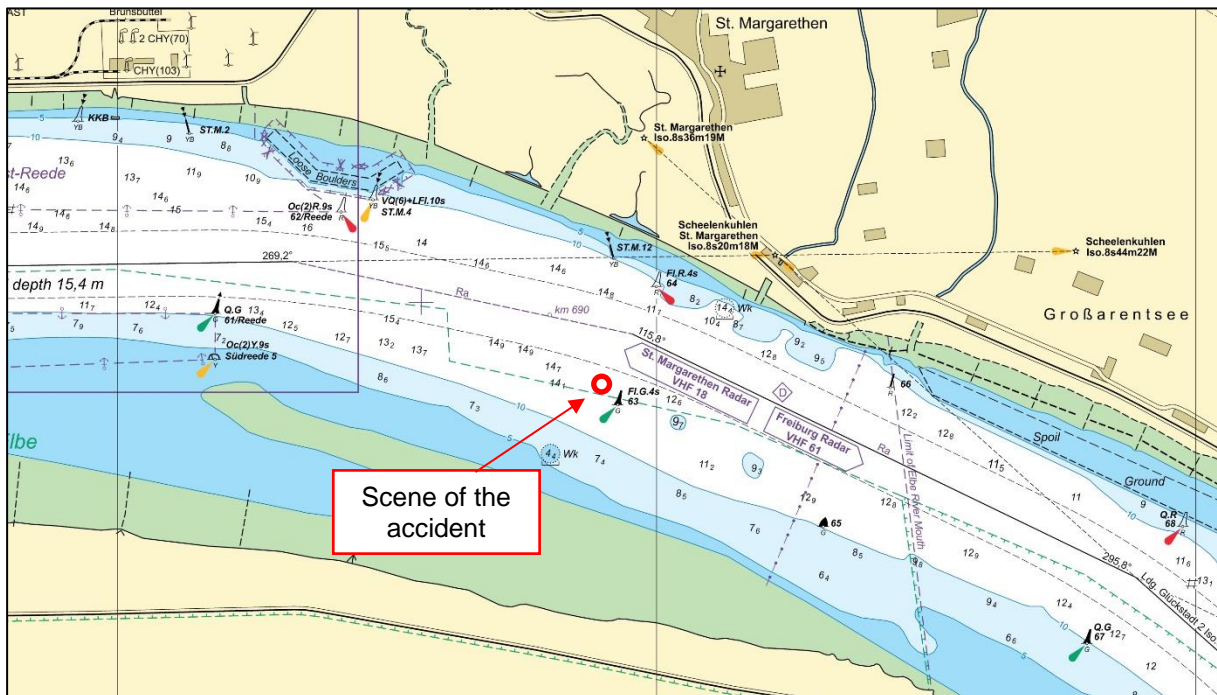 AST
Brunsbüttel
2 CHY(70)
CHY(103)
KKB
YB
ST.M.2
YB
Loose
Boulders
Oc(2)R.9s
62/Reede
R
VQ(6)+LFl.10s
ST.M.4
YB
st-Reede
269,2°
depth 15,4 m
Q.G
61/Reede
G
Oc(2)Y.9s
Südreede 5
Y
Ra
km 690
115,8°
ST.M.12
Fl.R.4s
64
R
14₄ Wk
St. Margarethen
St. Margarethen
Iso.8s36m19M
Scheelenkuhlen
St. Margarethen
Iso.8s20m18M
Scheelenkuhlen
Iso.8s44m22M
Großarentsee
St. Margarethen Radar
VHF 18
D
Freiburg Radar
VHF 61
Ra
Fl.G.4s
63
G
4₄ Wk
Scene of the
accident
66
R
Limit of Elbe River Mouth
Spoil
Ground
Q.R
68
R
65
G
295,8°
Ldg. Glückstadt 2 Iso.
Q.G
67
G
lbe